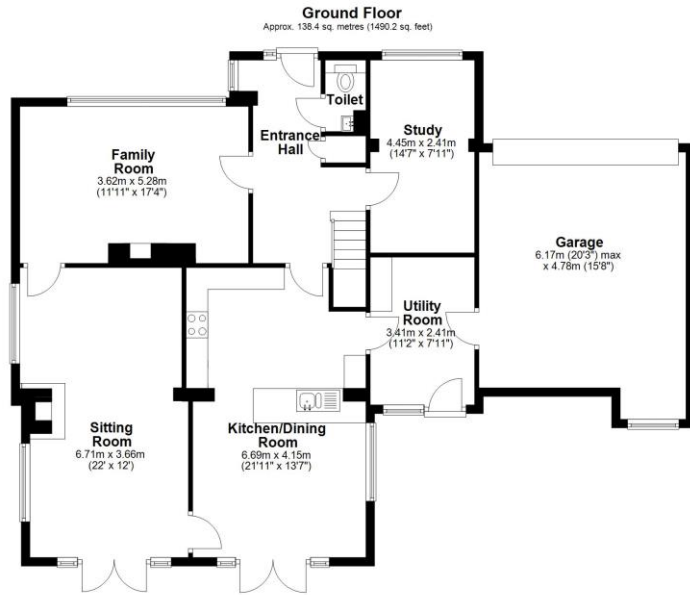 Ground Floor
Approx. 138.4 sq. metres (1490.2 sq. feet)
Toilet
Entrance
Hall
Study
4.45m x 2.41m
(14'7" x 7'11")
Family
Room
3.62m x 5.28m
(11'11" x 17'4")
Garage
6.17m (20'3") max
x 4.78m (15'8")
Utility
Room
3.41m x 2.41m
(11'2" x 7'11")
Sitting
Room
6.71m x 3.66m
(22' x 12')
Kitchen/Dining
Room
6.69m x 4.15m
(21'11" x 13'7")